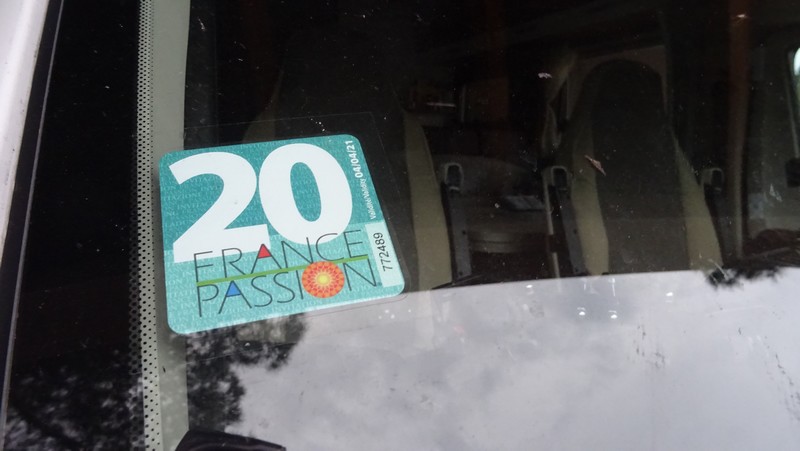 20
Validité/Validity 04/04/21
FRANCE
PASSION
772489